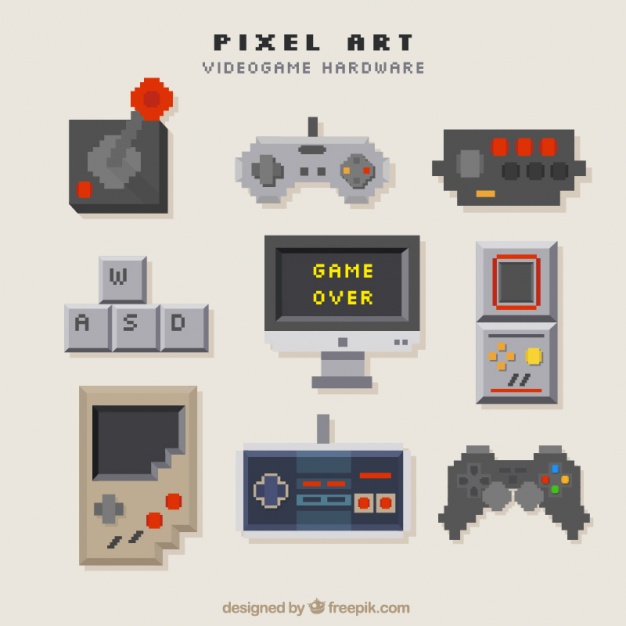 PIXEL ART
VIDEOGAME HARDWARE
W
A S D
GAME
OVER
designed by freepik.com